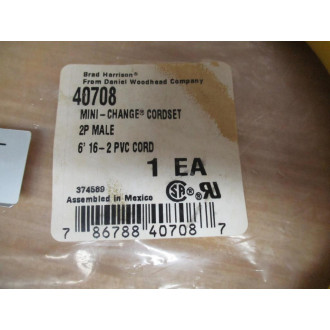 Brad Harrison®
From Daniel Woodhead Company
40708
MINI-CHANGE® CORDSET
2P MALE
6' 16-2 PVC CORD
1 EA
374589
Assembled in Mexico
7 86788 40708 7